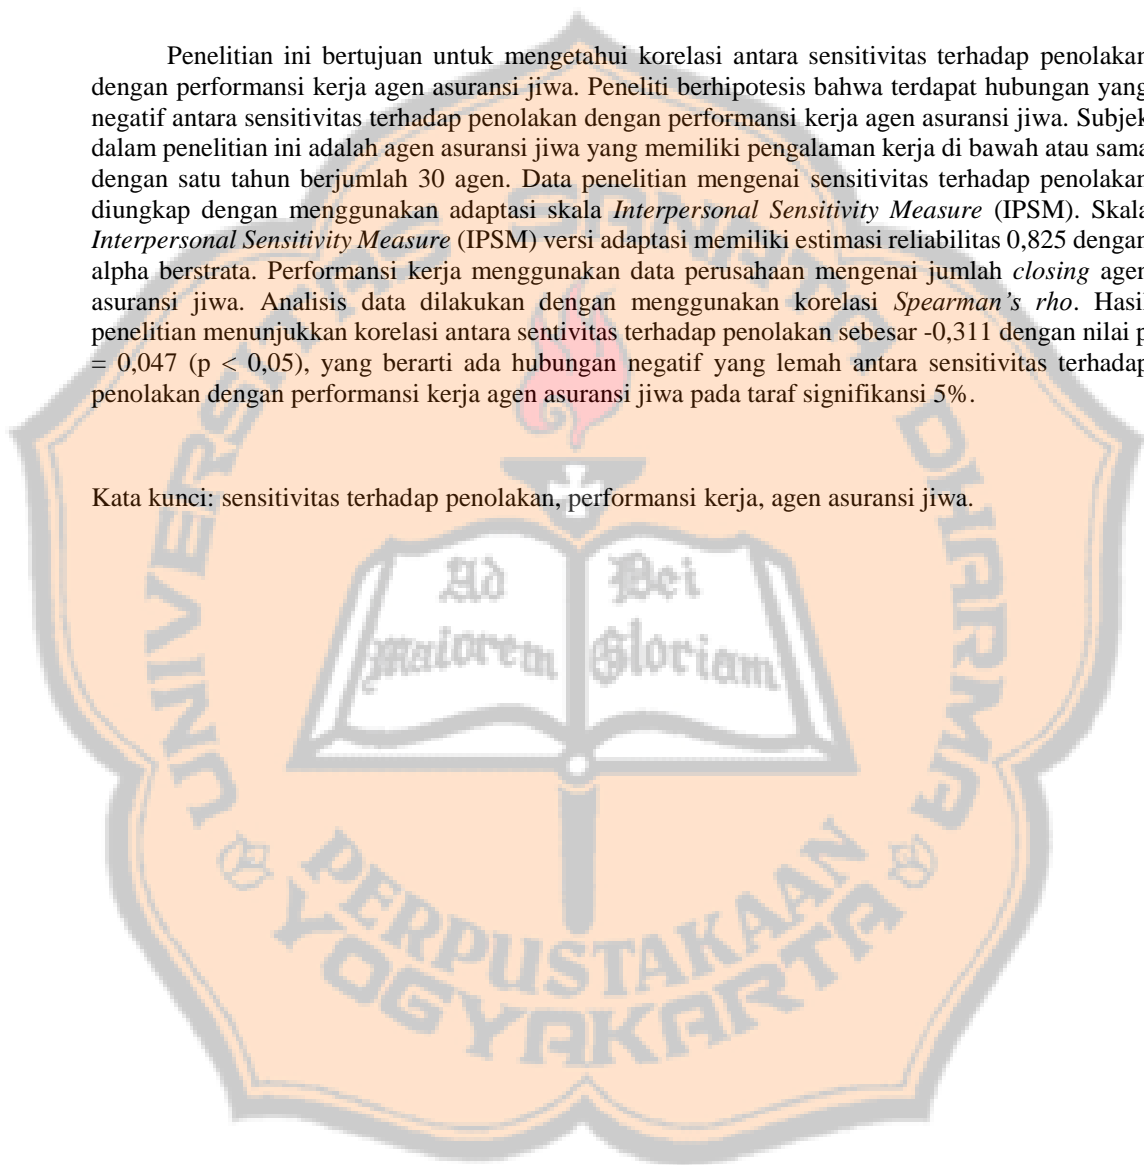 Penelitian ini bertujuan untuk mengetahui korelasi antara sensitivitas terhadap penolakan
dengan performansi kerja agen asuransi jiwa. Peneliti berhipotesis bahwa terdapat hubungan yang
negatif antara sensitivitas terhadap penolakan dengan performansi kerja agen asuransi jiwa. Subjek
dalam penelitian ini adalah agen asuransi jiwa yang memiliki pengalaman kerja di bawah atau sama
dengan satu tahun berjumlah 30 agen. Data penelitian mengenai sensitivitas terhadap penolakan
diungkap dengan menggunakan adaptasi skala Interpersonal Sensitivity Measure (IPSM). Skala
Interpersonal Sensitivity Measure (IPSM) versi adaptasi memiliki estimasi reliabilitas 0,825 dengan
alpha berstrata. Performansi kerja menggunakan data perusahaan mengenai jumlah closing agen
asuransi jiwa. Analisis data dilakukan dengan menggunakan korelasi Spearman's rho. Hasil
penelitian menunjukkan korelasi antara sentivitas terhadap penolakan sebesar -0,311 dengan nilai p
= 0,047 (p < 0,05), yang berarti ada hubungan negatif yang lemah antara sensitivitas terhadap
penolakan dengan performansi kerja agen asuransi jiwa pada taraf signifikansi 5%.
Kata kunci: sensitivitas terhadap penolakan, performansi kerja, agen asuransi jiwa.
UNIVERSITAS SANATA DHARMA
Ad Dei
Maiorem Gloriam
PERPUSTAKAAN
YOGYAKARTA